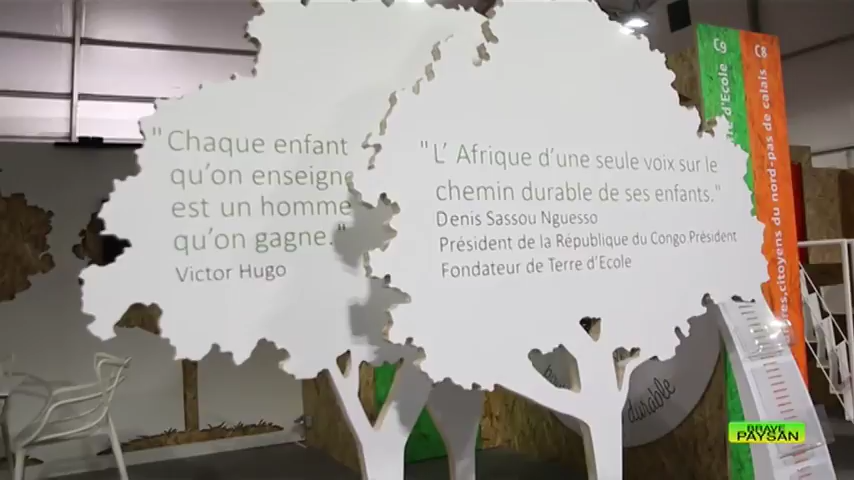 "Chaque enfant
qu'on enseigne
est un homme
qu'on gagne."
Victor Hugo
"L' Afrique d'une seule voix sur le
chemin durable de ses enfants."
Denis Sassou Nguesso
Président de la République du Congo Président
Fondateur de Terre d'Ecole
C9
d'Ecole
C8
citoyens du nord-pas de calais
durable
BRAVE
PAYSAN